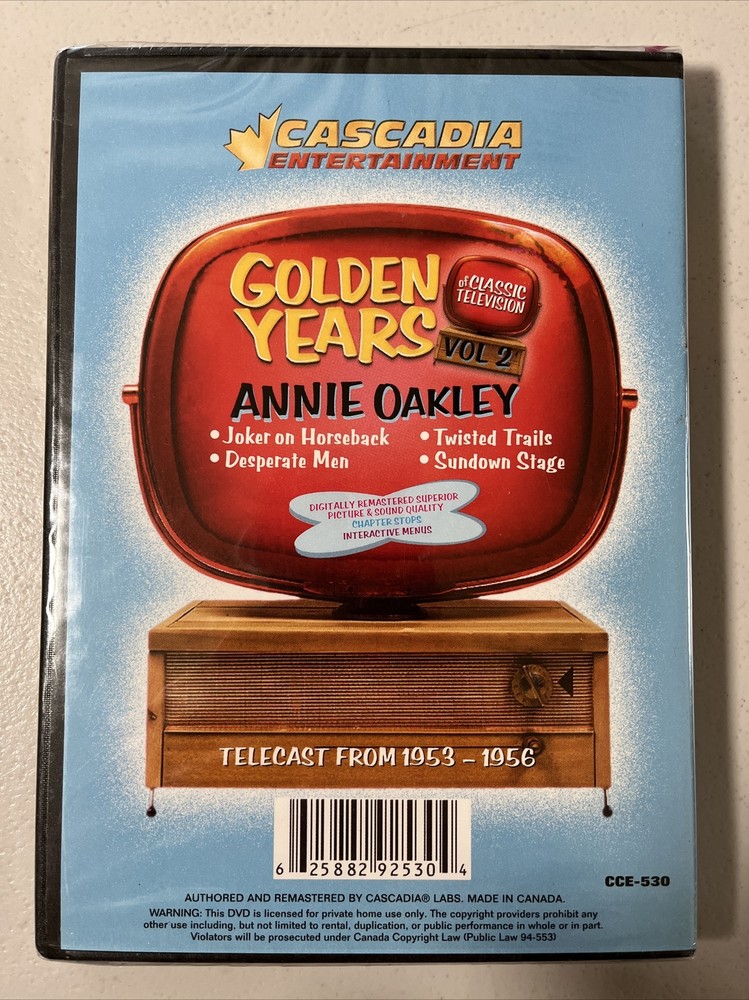 CASCADIA
ENTERTAINMENT
GOLDEN
YEARS
of CLASSIC
TELEVISION
VOL 2
ANNIE OAKLEY
• Joker on Horseback
• Desperate Men
• Twisted Trails
• Sundown Stage
DIGITALLY REMASTERED SUPERIOR
PICTURE & SOUND QUALITY
CHAPTER STOPS
INTERACTIVE MENUS
TELECAST FROM 1953 – 1956
6 25882 92530 4
CCE-530
AUTHORED AND REMASTERED BY CASCADIA® LABS. MADE IN CANADA.
WARNING: This DVD is licensed for private home use only. The copyright providers prohibit any
other use including, but not limited to rental, duplication, or public performance in whole or in part.
Violators will be prosecuted under Canada Copyright Law (Public Law 94-553)